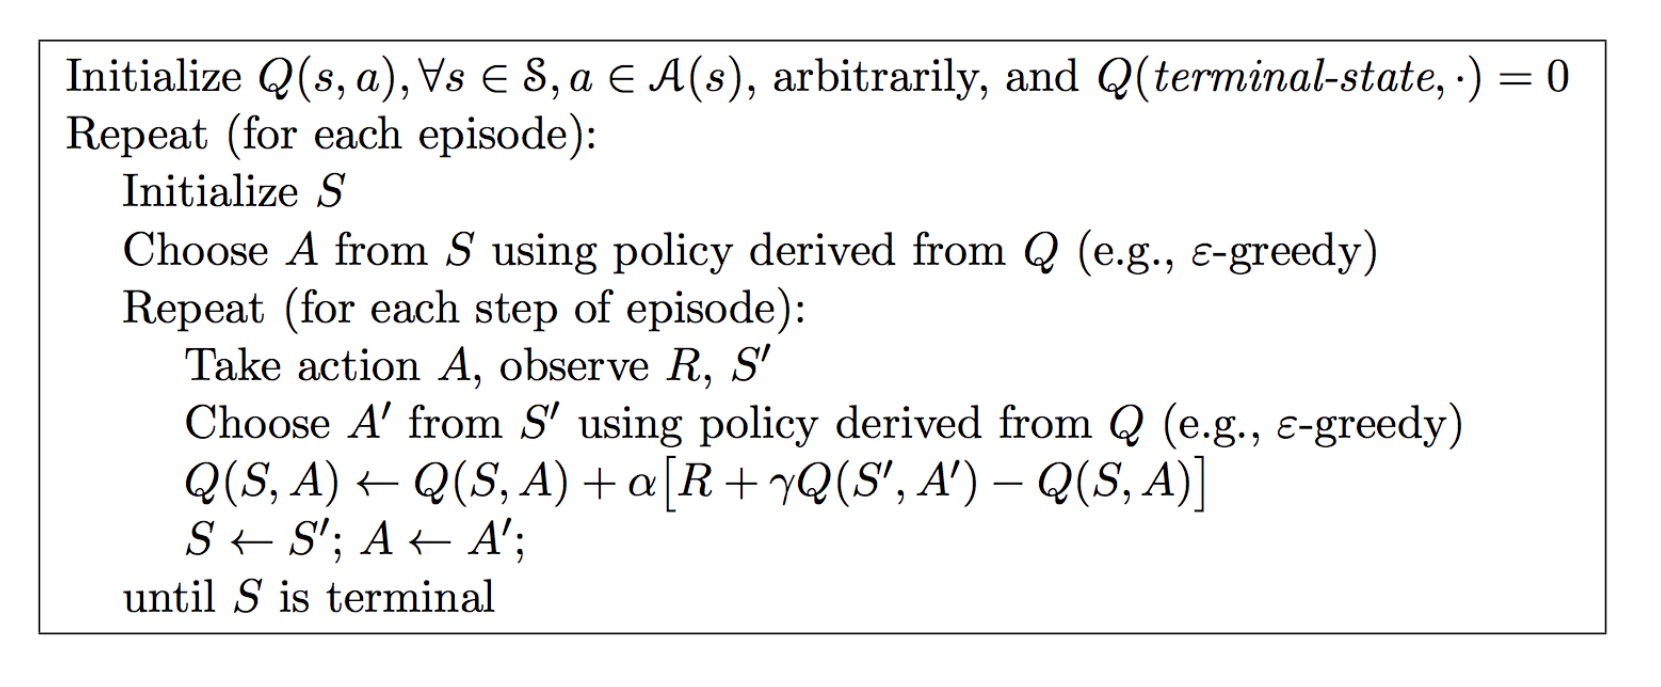 Initialize Q(s, a), ∀s ∈ 𝒮, a ∈ 𝒜(s), arbitrarily, and Q(terminal-state, ·) = 0
Repeat (for each episode):
Initialize S
Choose A from S using policy derived from Q (e.g., ε-greedy)
Repeat (for each step of episode):
Take action A, observe R, S′
Choose A′ from S′ using policy derived from Q (e.g., ε-greedy)
Q(S, A) ← Q(S, A) + α[R + γQ(S′, A′) − Q(S, A)]
S ← S′; A ← A′;
until S is terminal